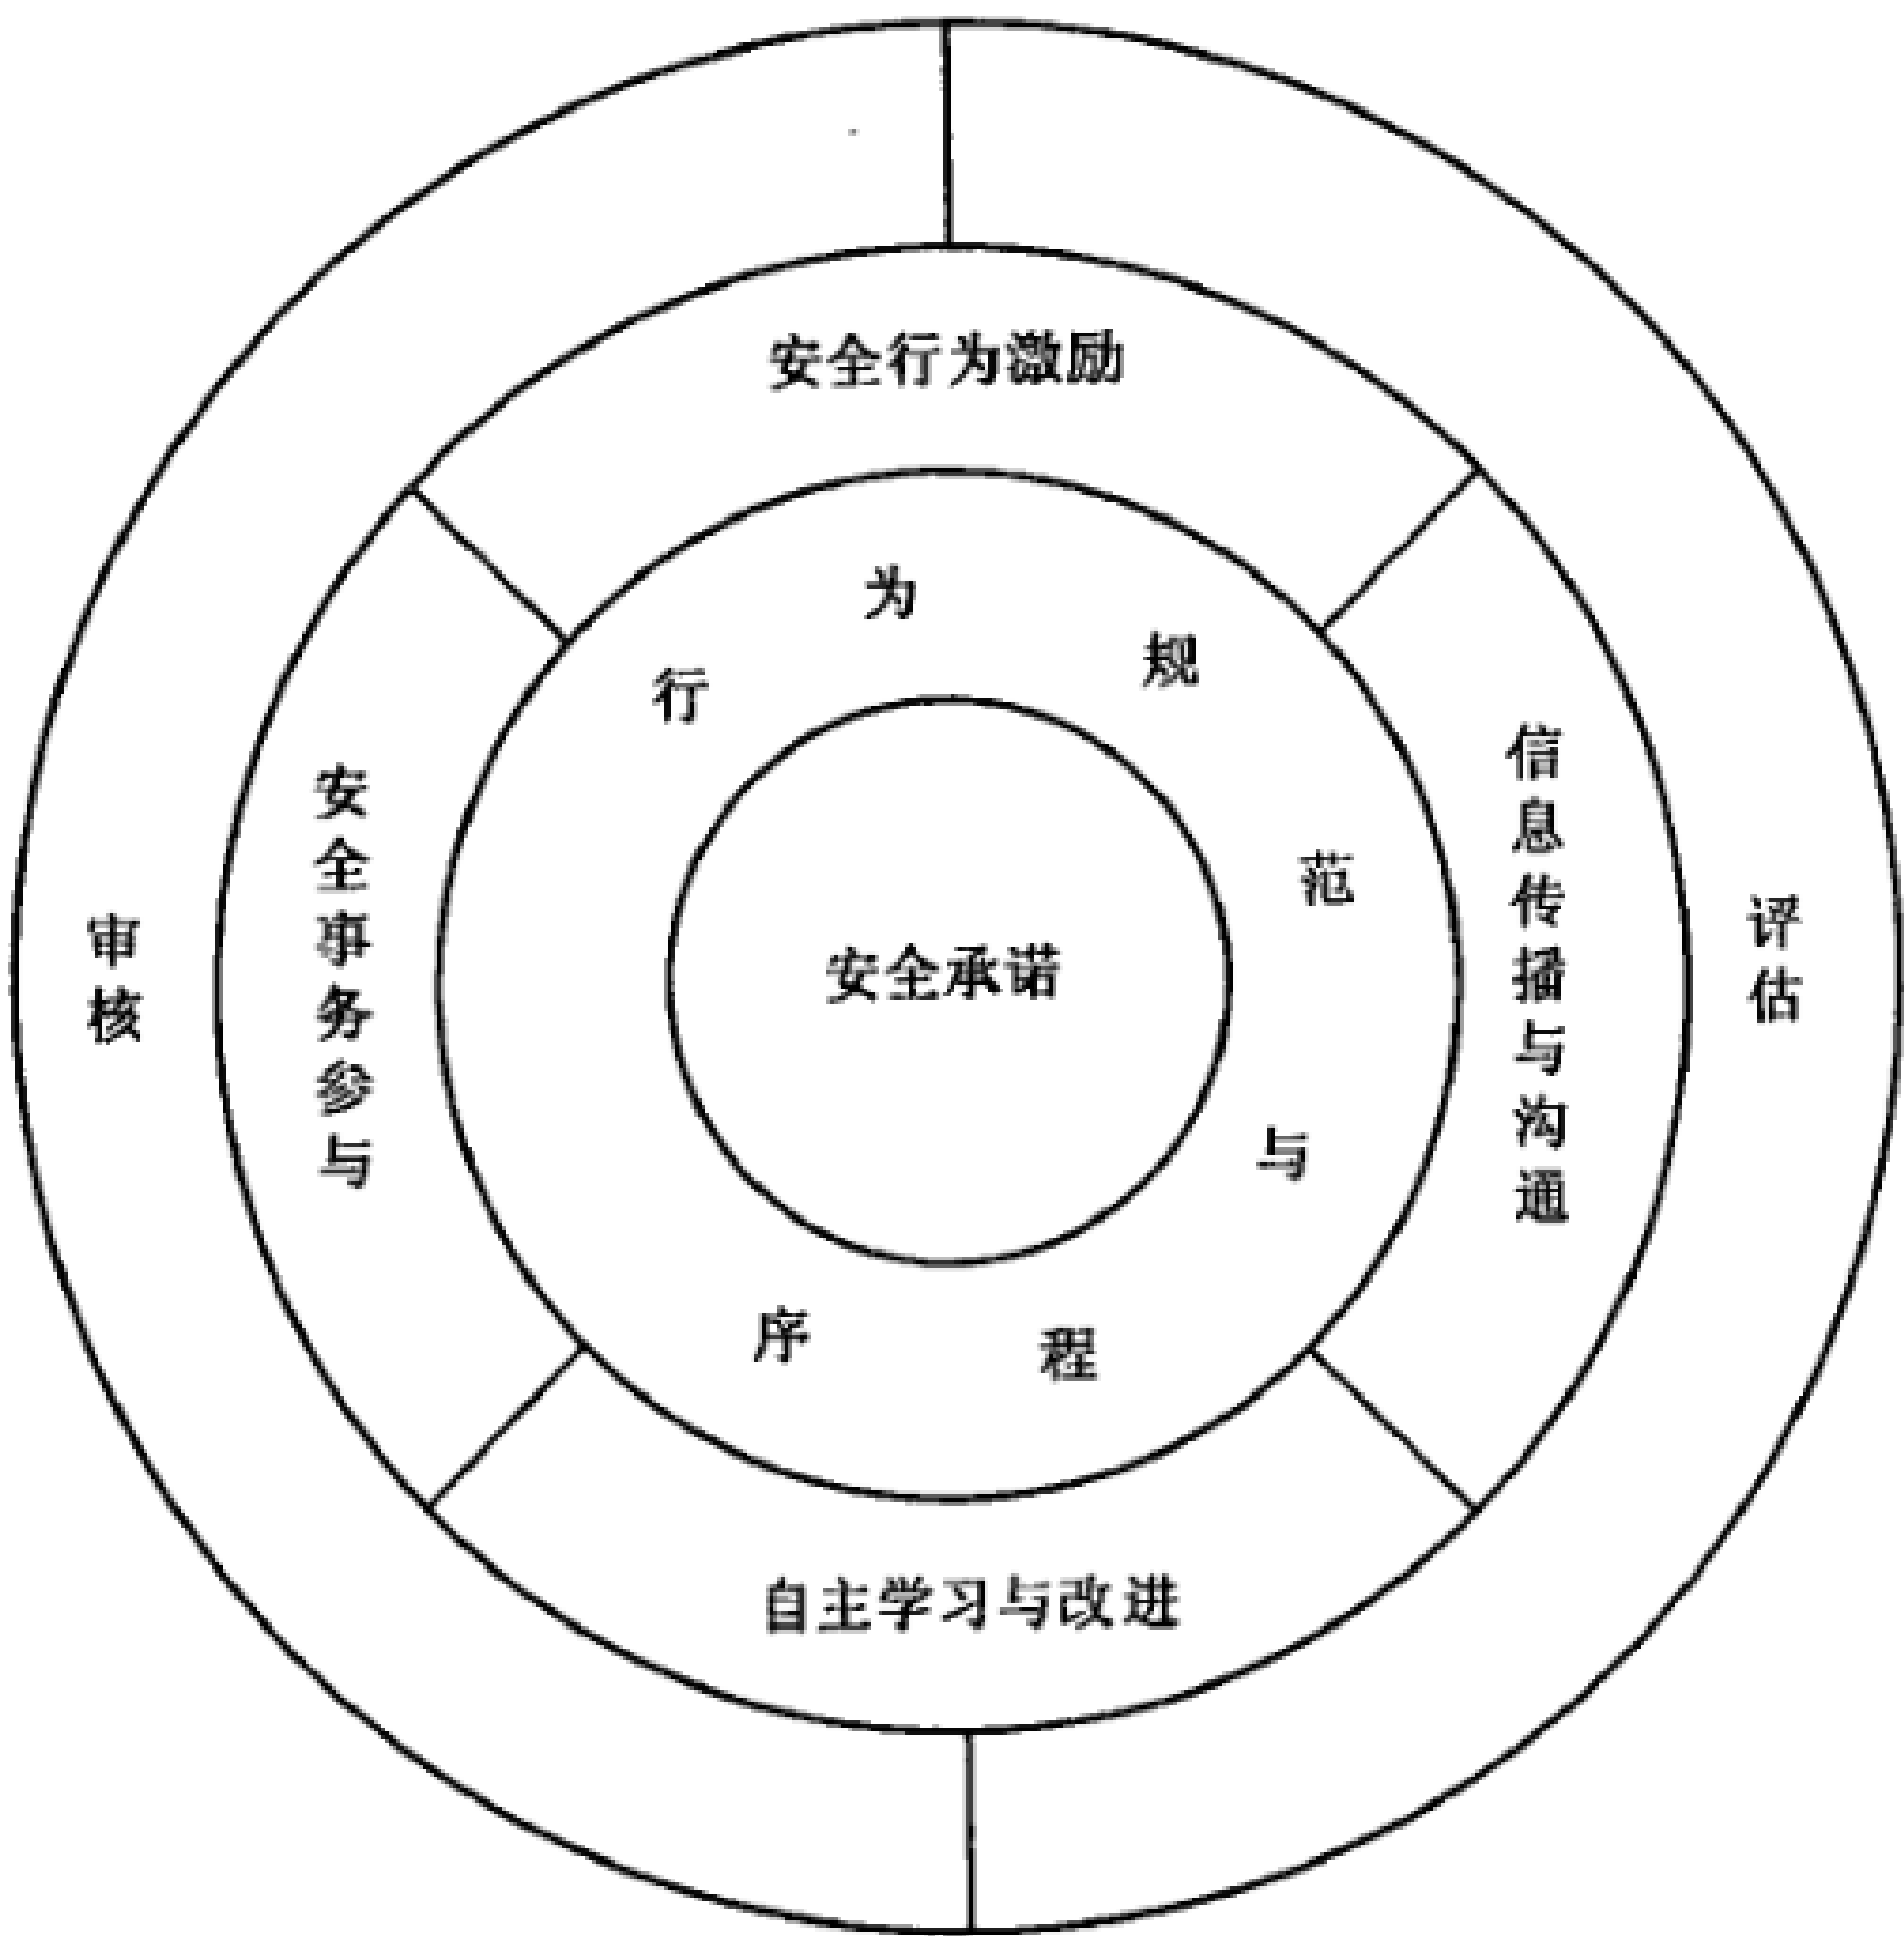 安全行为激励
行为规范与程序
安全承诺
安全事务参与
信息传播与沟通
审核
评估
自主学习与改进